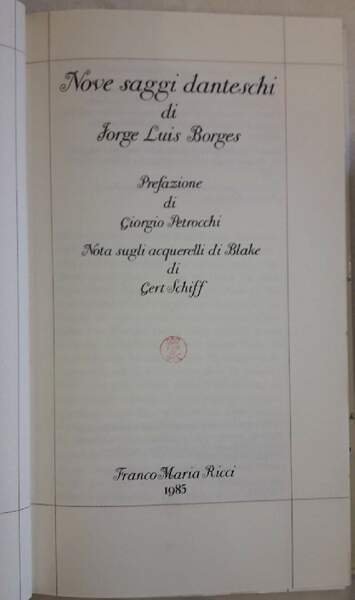 Nove saggi danteschi
di
Jorge Luis Borges
Prefazione
di
Giorgio Petrocchi
Nota sugli acquerelli di Blake
di
Gert Schiff
Franco Maria Ricci
1985